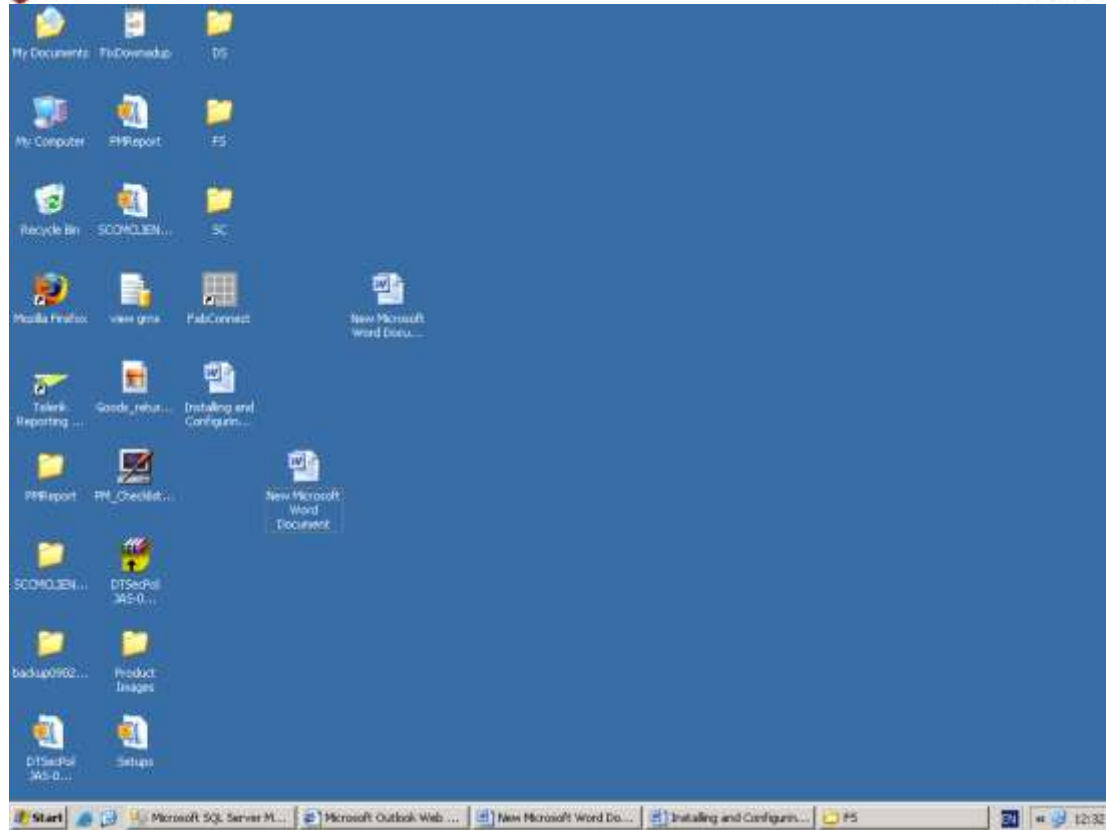 My Documents
FixDownadup
DS
My Computer
PMReport
FS
Recycle Bin
SCOMOJEN...
SC
Mozilla Firefox
view grns
FabConnect
New Microsoft
Word Docu...
Telerik
Reporting ...
Goods_retur...
Installing and
Configurin...
PMReport
PM_Checklist...
New Microsoft
Word
Document
SCCMOJEN...
DTSecPol
JAS-0...
backup0902...
Product
Images
DTSecPol
JAS-0...
Setups
Start
Microsoft SQL Server M...
Microsoft Outlook Web ...
New Microsoft Word Do...
Installing and Configurin...
FS
EN
12:32